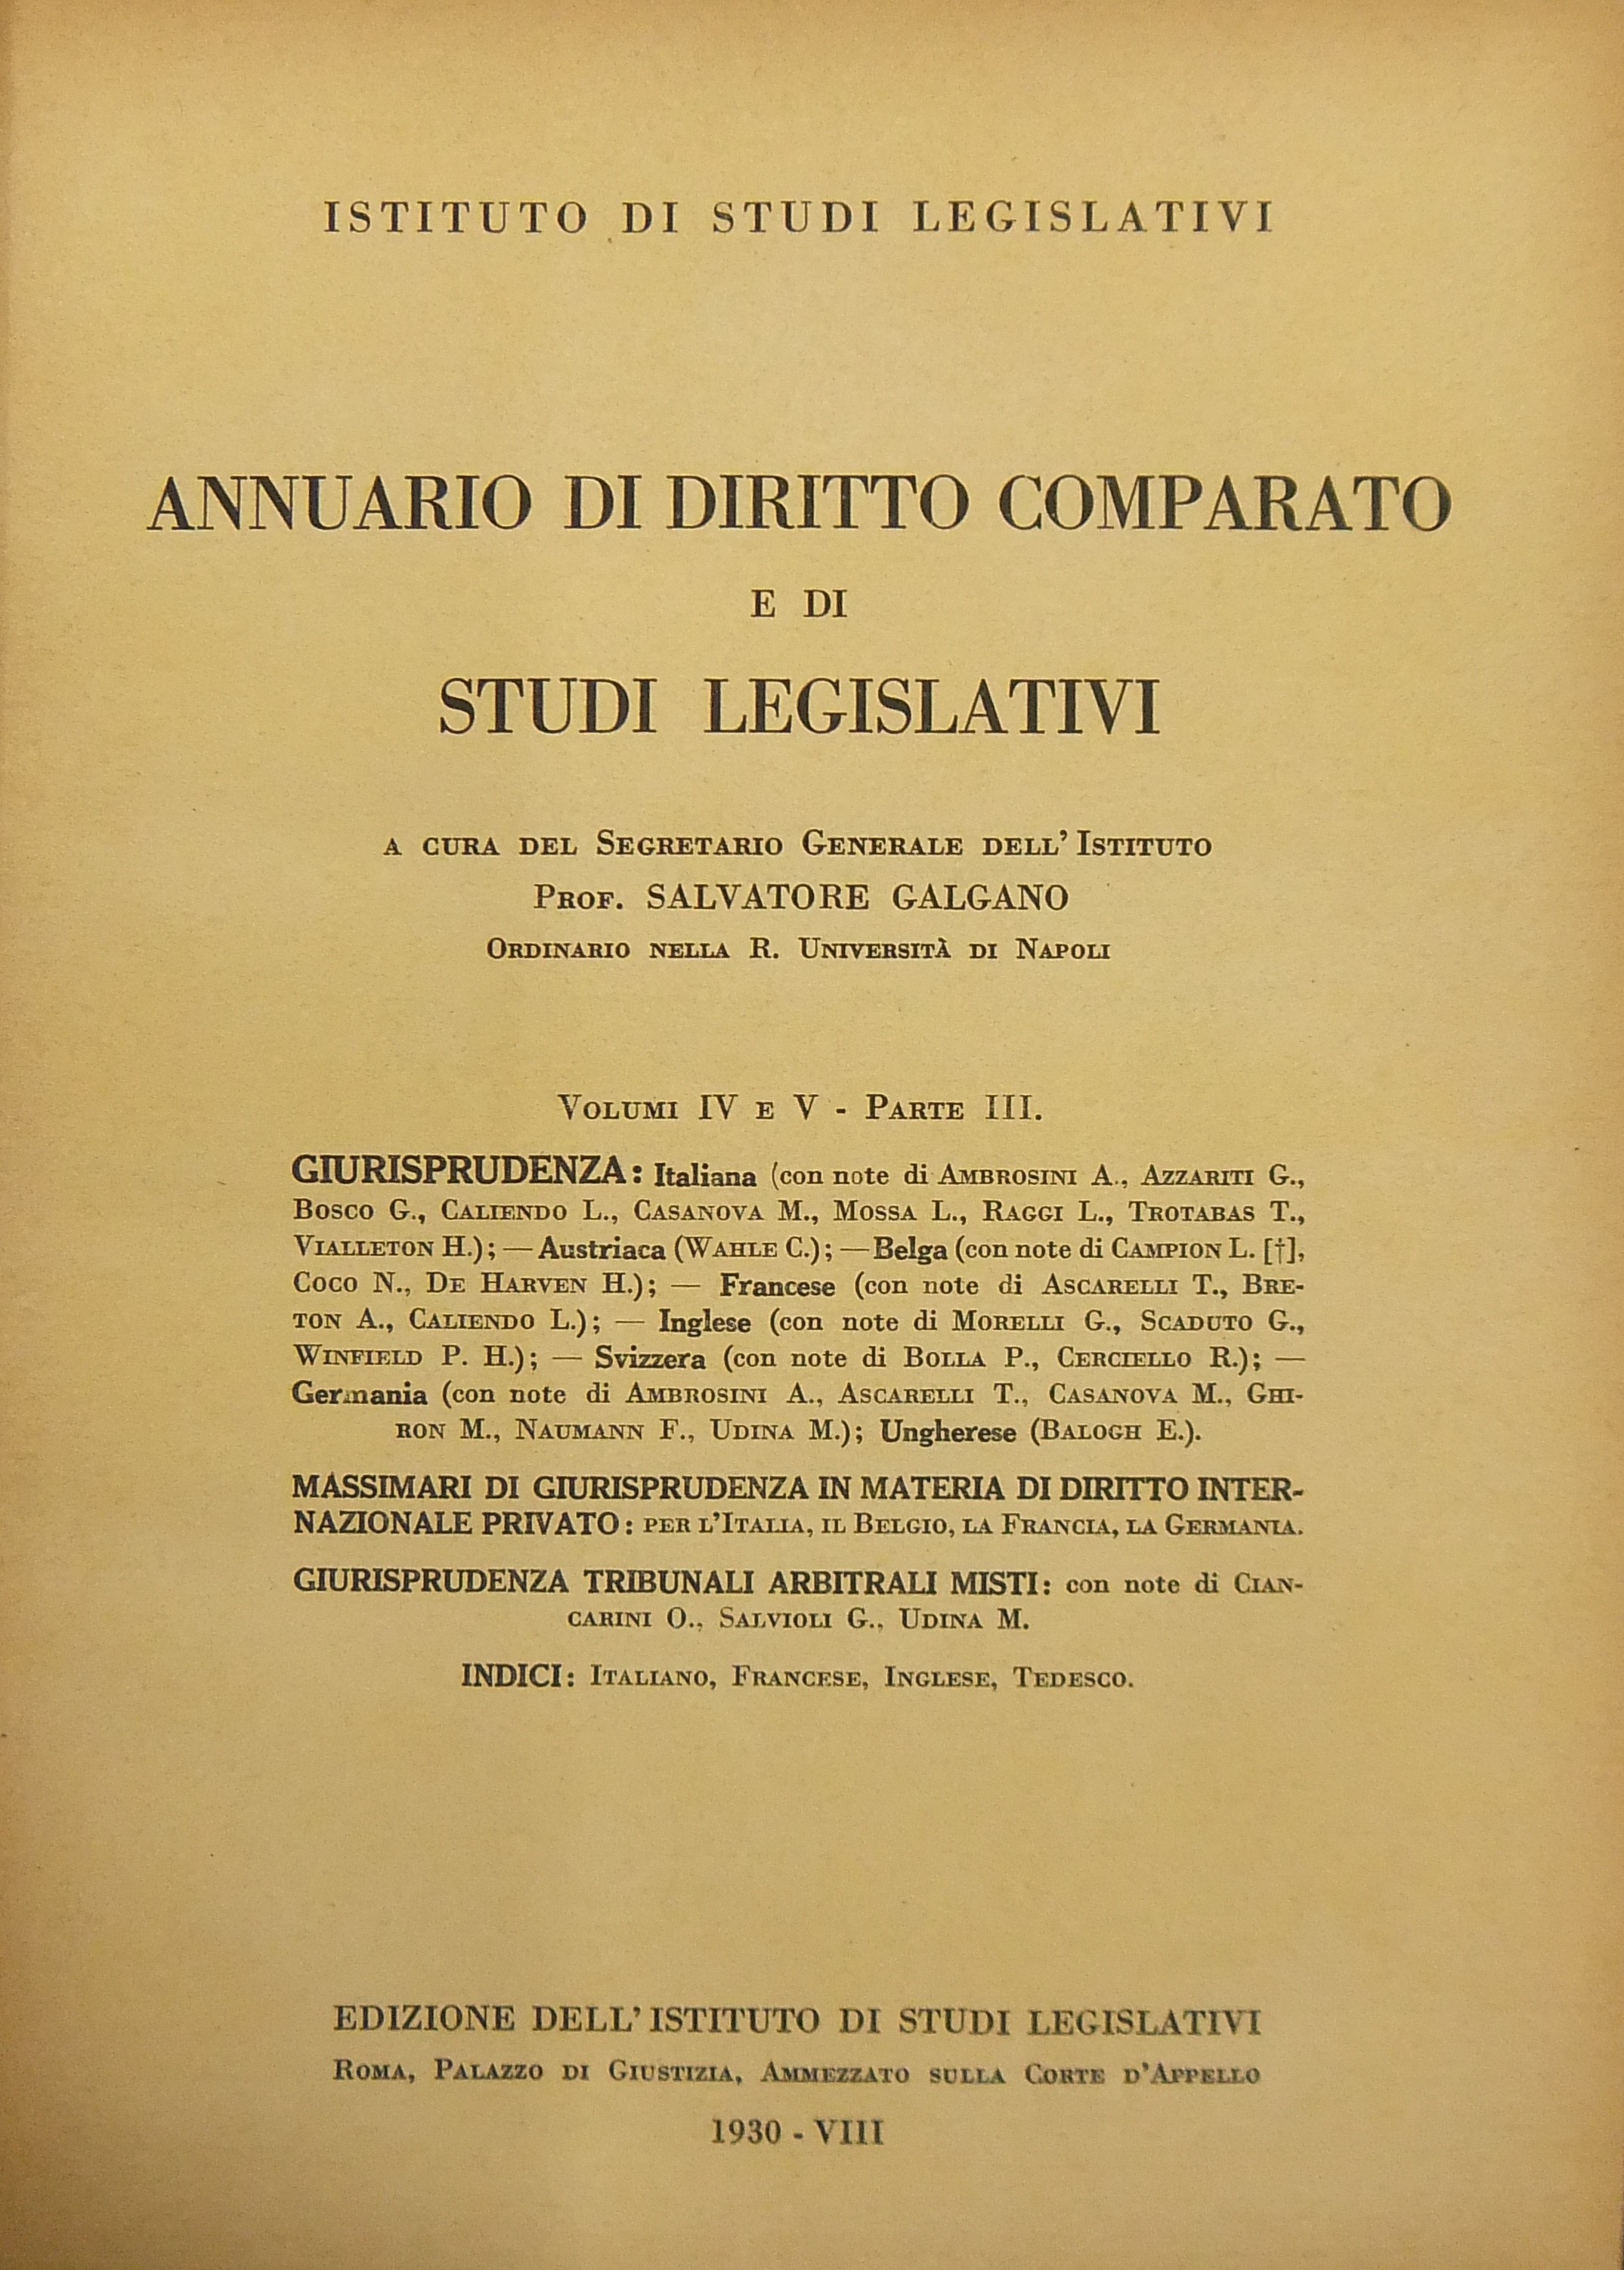 ISTITUTO DI STUDI LEGISLATIVI
ANNUARIO DI DIRITTO COMPARATO
E DI
STUDI LEGISLATIVI
A CURA DEL SEGRETARIO GENERALE DELL' ISTITUTO
PROF. SALVATORE GALGANO
ORDINARIO NELLA R. UNIVERSITÀ DI NAPOLI
VOLUMI IV E V - PARTE III.
GIURISPRUDENZA: Italiana (con note di AMBROSINI A., AZZARITI G.,
BOSCO G., CALIENDO L., CASANOVA M., MOSSA L., RAGGI L., TROTABAS T.,
VIALLETON H.); — Austriaca (WAHLE C.); — Belga (con note di CAMPION L. [†],
COCO N., DE HARVEN H.); — Francese (con note di ASCARELLI T., BRE-
TON A., CALIENDO L.); — Inglese (con note di MORELLI G., SCADUTO G.,
WINFIELD P. H.); — Svizzera (con note di BOLLA P., CERCIELLO R.); —
Germania (con note di AMBROSINI A., ASCARELLI T., CASANOVA M., GHI-
RON M., NAUMANN F., UDINA M.); Ungherese (BALOGH E.).
MASSIMARI DI GIURISPRUDENZA IN MATERIA DI DIRITTO INTER-
NAZIONALE PRIVATO: PER L'ITALIA, IL BELGIO, LA FRANCIA, LA GERMANIA.
GIURISPRUDENZA TRIBUNALI ARBITRALI MISTI: con note di CIAN-
CARINI O., SALVIOLI G., UDINA M.
INDICI: ITALIANO, FRANCESE, INGLESE, TEDESCO.
EDIZIONE DELL' ISTITUTO DI STUDI LEGISLATIVI
ROMA, PALAZZO DI GIUSTIZIA, AMMEZZATO SULLA CORTE D'APPELLO
1930 - VIII